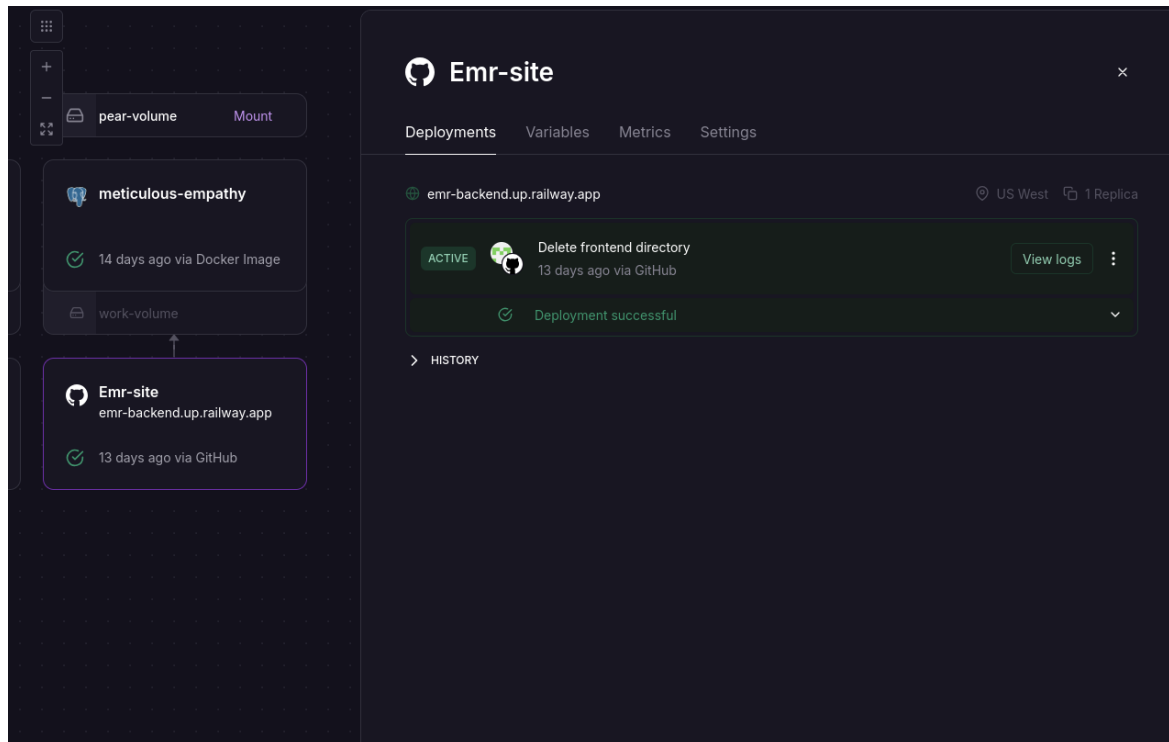 pear-volume
Mount
meticulous-empathy
14 days ago via Docker Image
work-volume
Emr-site
emr-backend.up.railway.app
13 days ago via GitHub
Emr-site
Deployments
Variables
Metrics
Settings
emr-backend.up.railway.app
US West
1 Replica
ACTIVE
Delete frontend directory
13 days ago via GitHub
View logs
Deployment successful
HISTORY